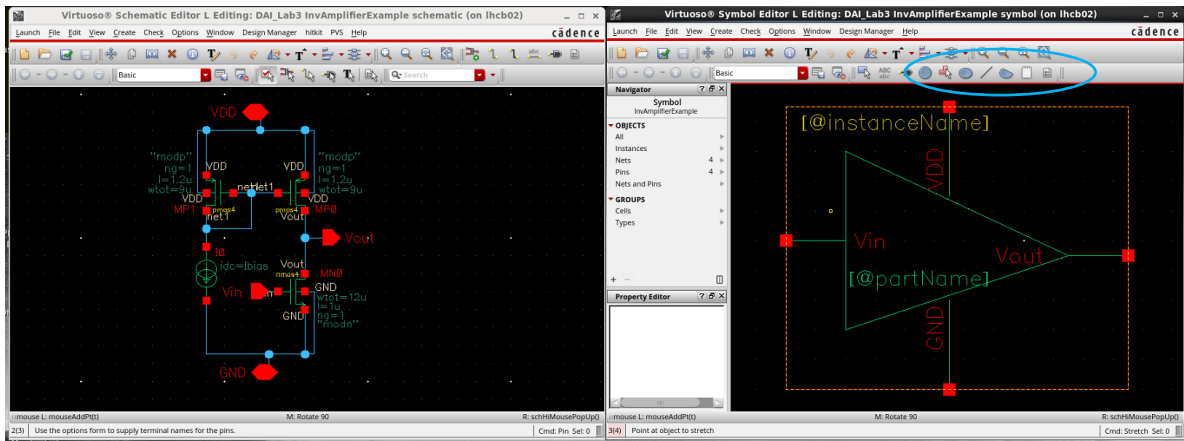 Virtuoso® Schematic Editor L Editing: DAI_Lab3 InvAmplifierExample schematic (on lhcb02)
Launch File Edit View Create Check Options Window Design Manager hitkit PVS Help
cādence
Basic
Search
VDD
"modp"
ng=1
l=1.2u
wtot=9u
VDD
VDD
MP1
pmos4
net1
net1
VDD
"modp"
ng=1
l=1.2u
wtot=9u
VDD
MP0
pmos4
Vout
Vout
I0
idc=Ibias
Vout
nmos4
MN0
Vin
GND
wtot=12u
l=1u
ng=1
"modn"
GND
GND
mouse L: mouseAddPt(t)
M: Rotate 90
R: schHiMousePopUp()
2(3) Use the options form to supply terminal names for the pins.
Cmd: Pin Sel: 0
Virtuoso® Symbol Editor L Editing: DAI_Lab3 InvAmplifierExample symbol (on lhcb02)
Launch File Edit View Create Check Options Window Design Manager Help
cādence
Basic
ABC
Navigator
Symbol
InvAmplifierExample
OBJECTS
All
Instances
Nets 4
Pins 4
Nets and Pins
GROUPS
Cells
Types
Property Editor
[@instanceName]
VDD
Vin
Vout
[@partName]
GND
mouse L: mouseAddPt(t)
M: Rotate 90
R: schHiMousePopUp()
3(4) Point at object to stretch
Cmd: Stretch Sel: 0